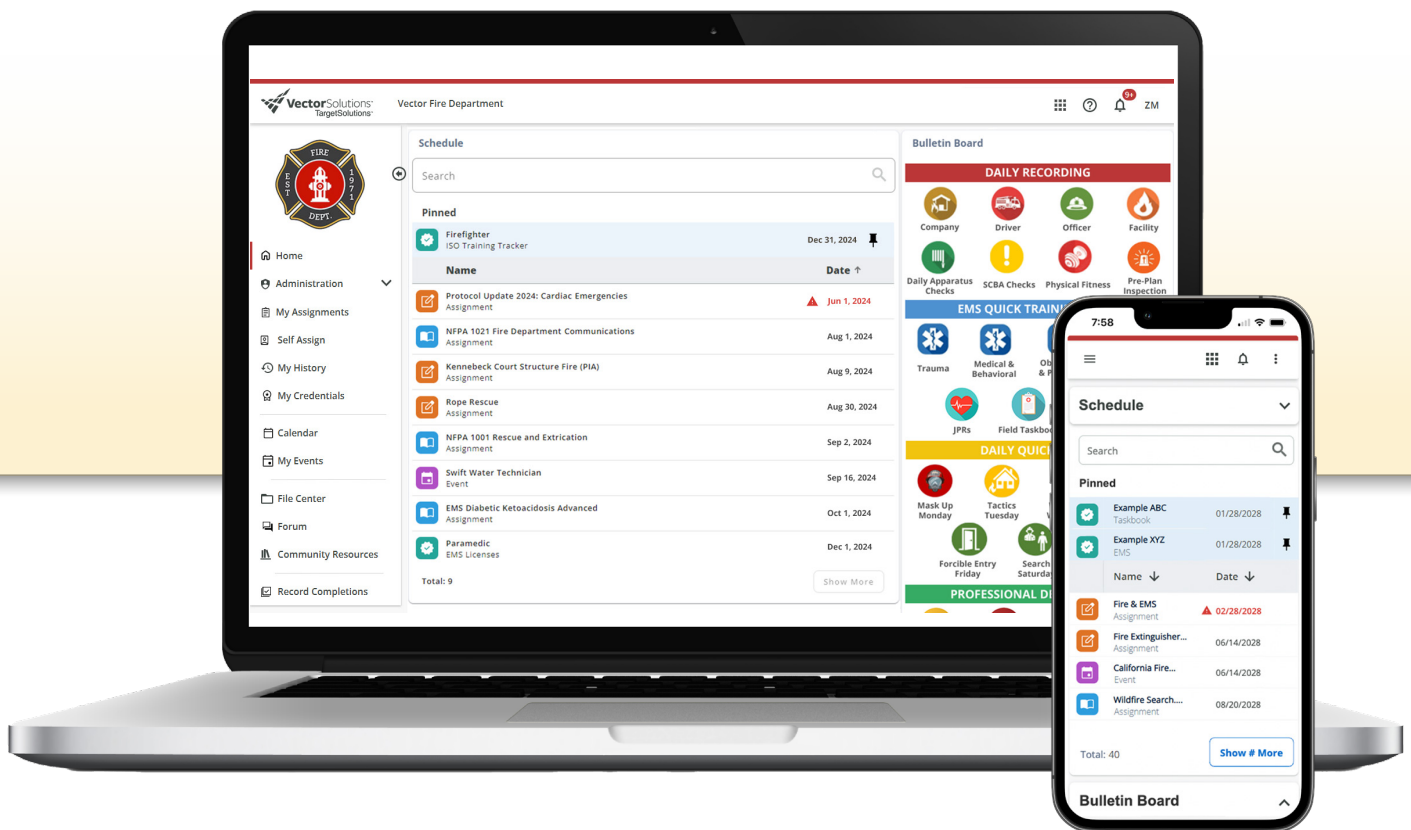 VectorSolutions
TargetSolutions
Vector Fire Department
9+
ZM
FIRE
EST
1971
DEPT.
Home
Administration
My Assignments
Self Assign
My History
My Credentials
Calendar
My Events
File Center
Forum
Community Resources
Record Completions
Schedule
Search
Pinned
Firefighter
ISO Training Tracker
Dec 31, 2024
Name Date ↑
Protocol Update 2024: Cardiac Emergencies
Assignment
Jun 1, 2024
NFPA 1021 Fire Department Communications
Assignment
Aug 1, 2024
Kennebeck Court Structure Fire (PIA)
Assignment
Aug 9, 2024
Rope Rescue
Assignment
Aug 30, 2024
NFPA 1001 Rescue and Extrication
Assignment
Sep 2, 2024
Swift Water Technician
Event
Sep 16, 2024
EMS Diabetic Ketoacidosis Advanced
Assignment
Oct 1, 2024
Paramedic
EMS Licenses
Dec 1, 2024
Total: 9
Show More
Bulletin Board
DAILY RECORDING
Company
Driver
Officer
Facility
Daily Apparatus
Checks
SCBA Checks
Physical Fitness
Pre-Plan
Inspection
EMS QUICK
Trauma
Medical &
Behavioral
JPRs
Field
DAILY
Mask Up
Monday
Tactics
Tuesday
Forcible Entry
Friday
Search
PROFESSIONAL
7:58
Schedule
Search
Pinned
Example ABC
Taskbook
01/28/2028
Example XYZ
EMS
01/28/2028
Name ↓ Date ↓
Fire & EMS
Assignment
02/28/2028
Fire Extinguisher...
Assignment
06/14/2028
California Fire...
Event
06/14/2028
Wildfire Search....
Assignment
08/20/2028
Total: 40
Show # More
Bulletin Board